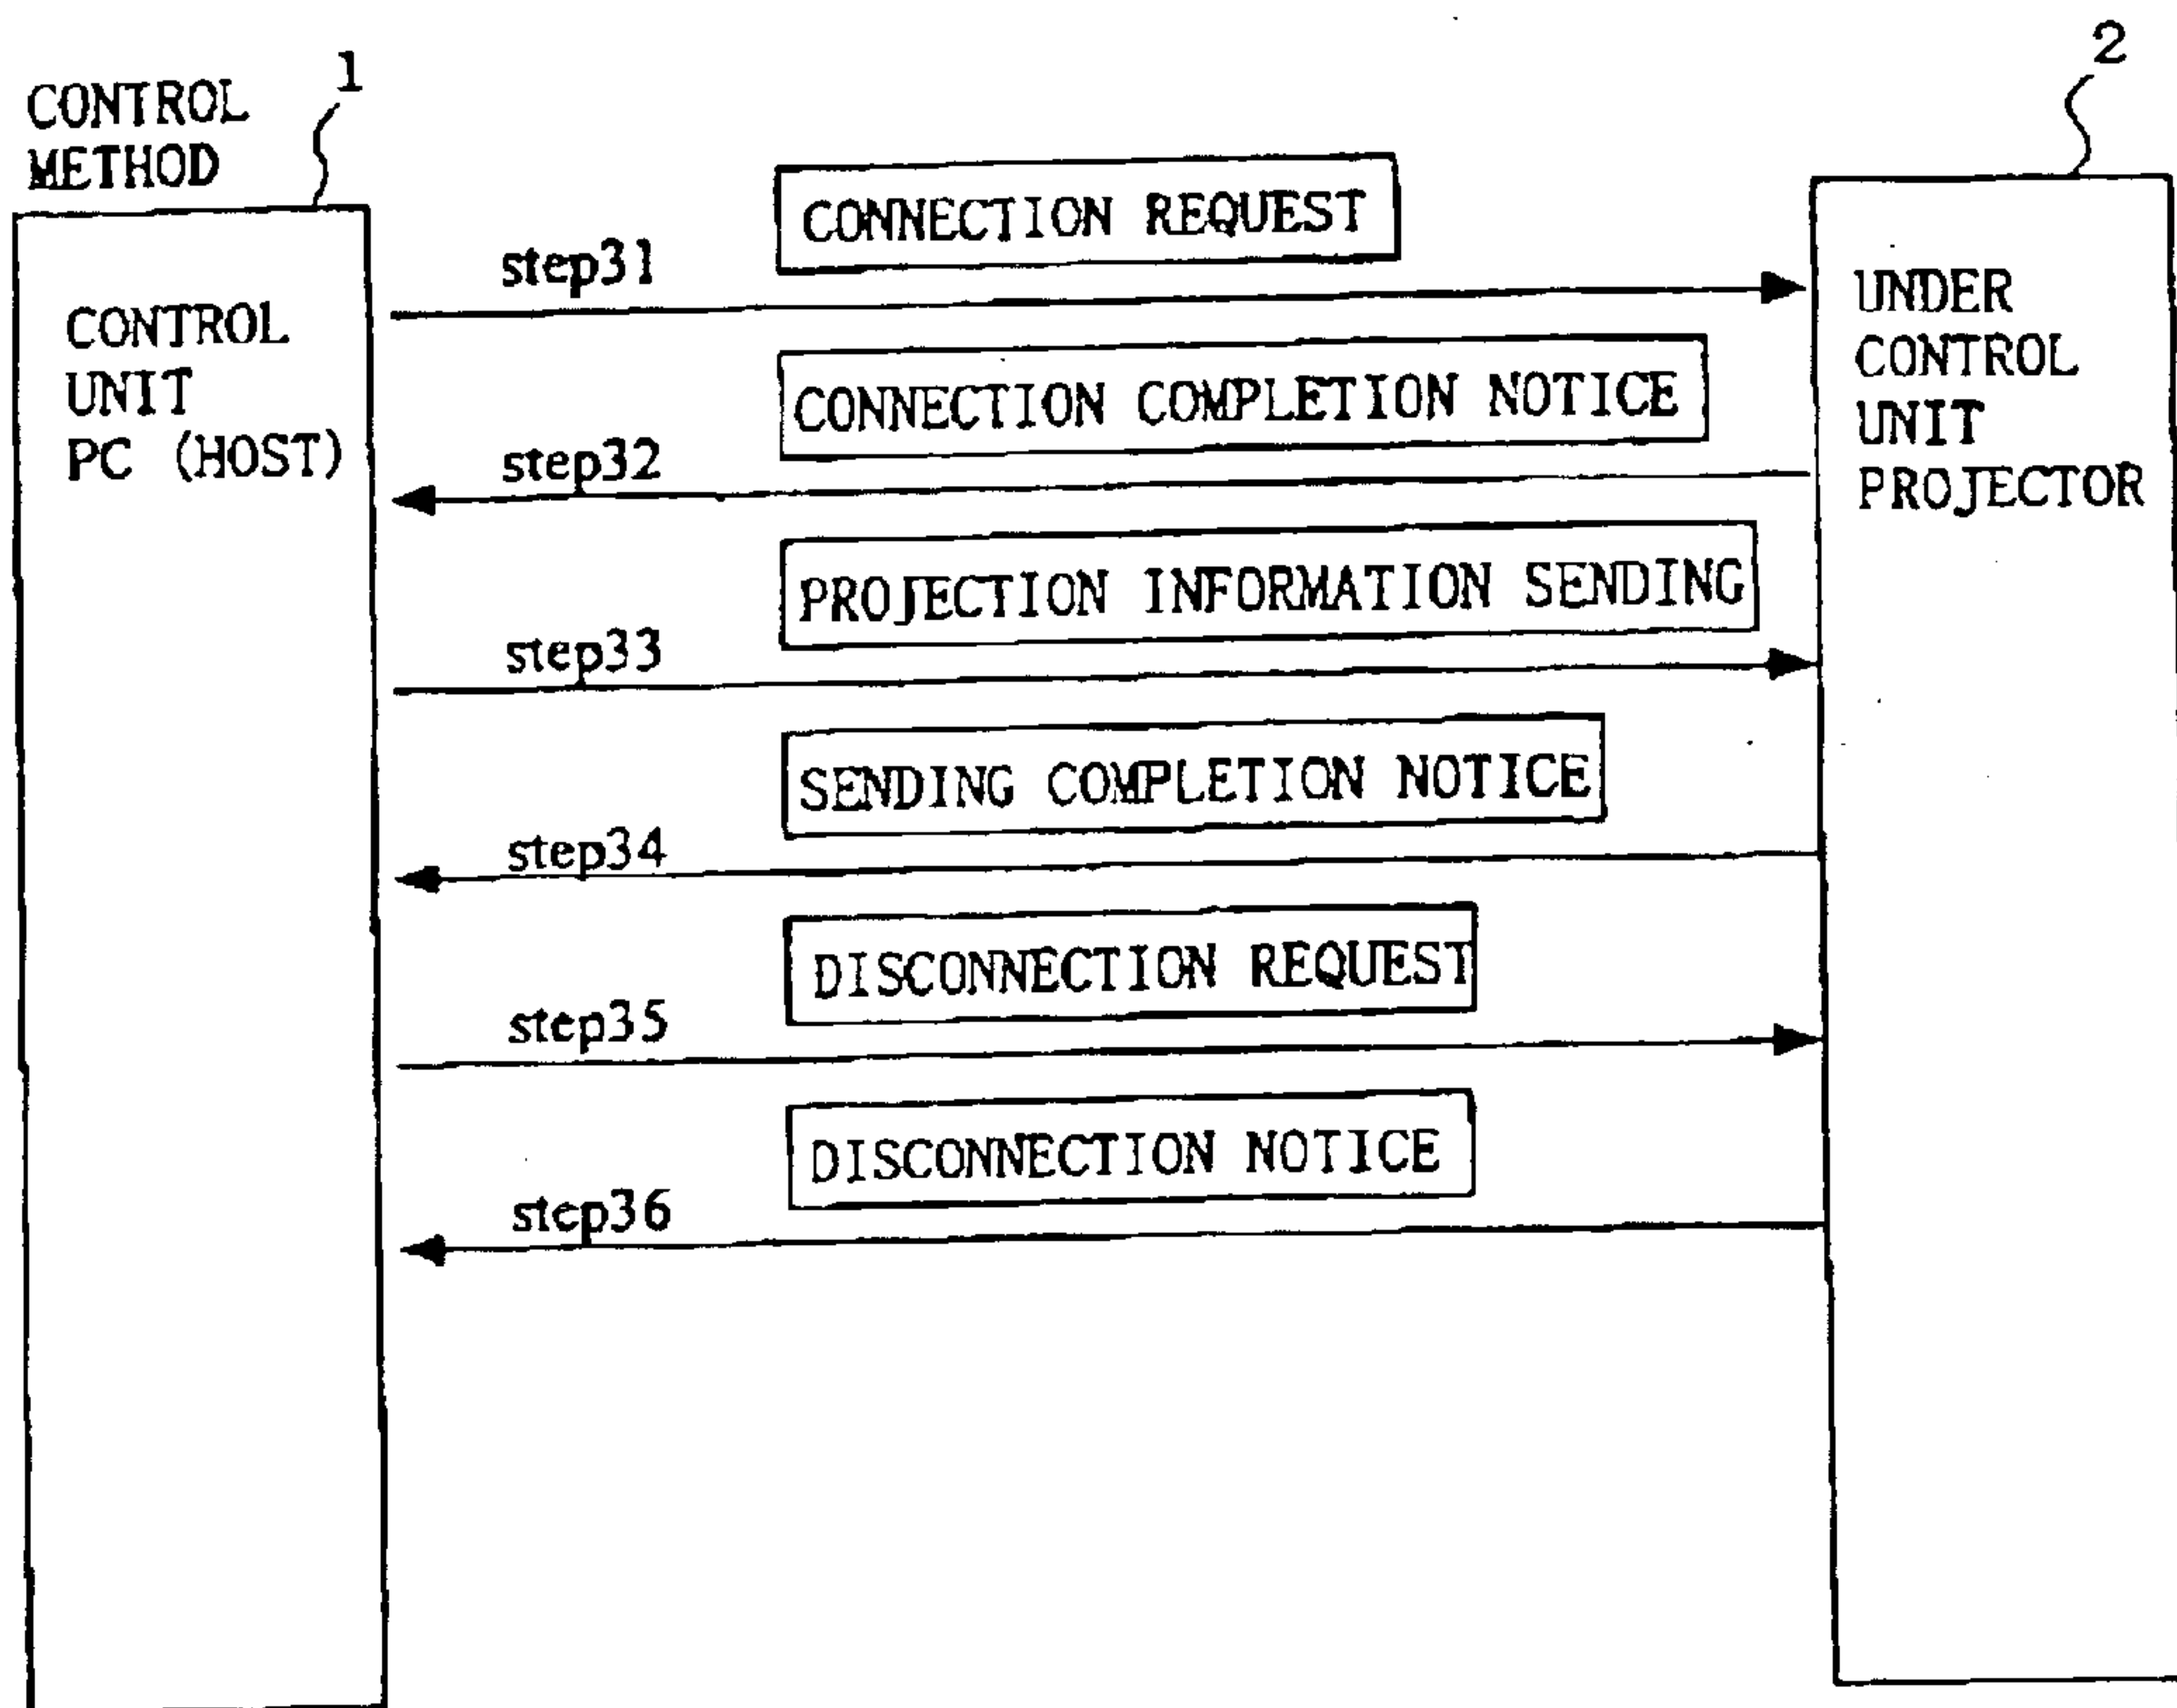 1
2
CONTROL
METHOD
CONTROL
UNIT
PC (HOST)
UNDER
CONTROL
UNIT
PROJECTOR
CONNECTION REQUEST
step31
CONNECTION COMPLETION NOTICE
step32
PROJECTION INFORMATION SENDING
step33
SENDING COMPLETION NOTICE
step34
DISCONNECTION REQUEST
step35
DISCONNECTION NOTICE
step36